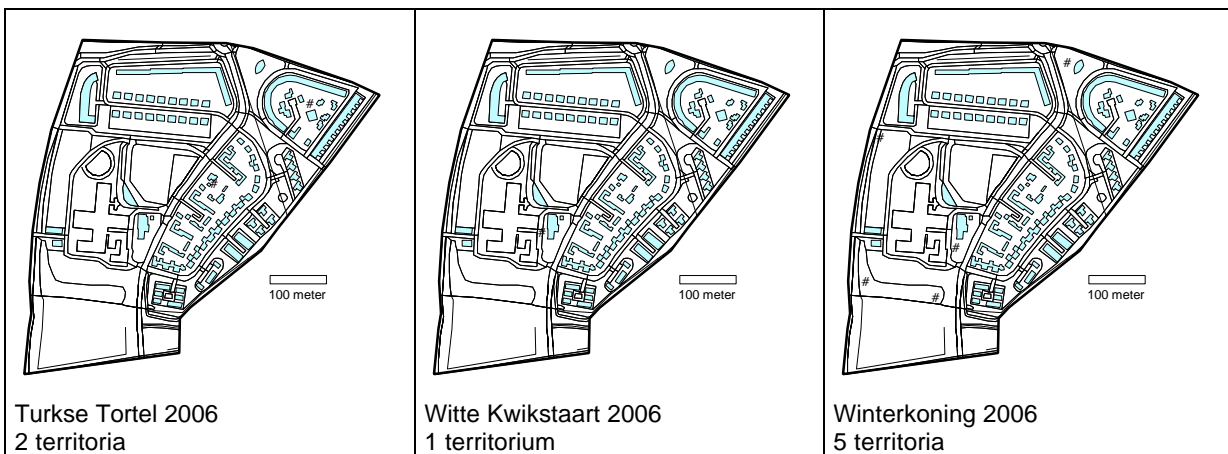 #
#
100 meter
Turkse Tortel 2006
2 territoria
#
100 meter
Witte Kwikstaart 2006
1 territorium
#
#
#
#
#
100 meter
Winterkoning 2006
5 territoria